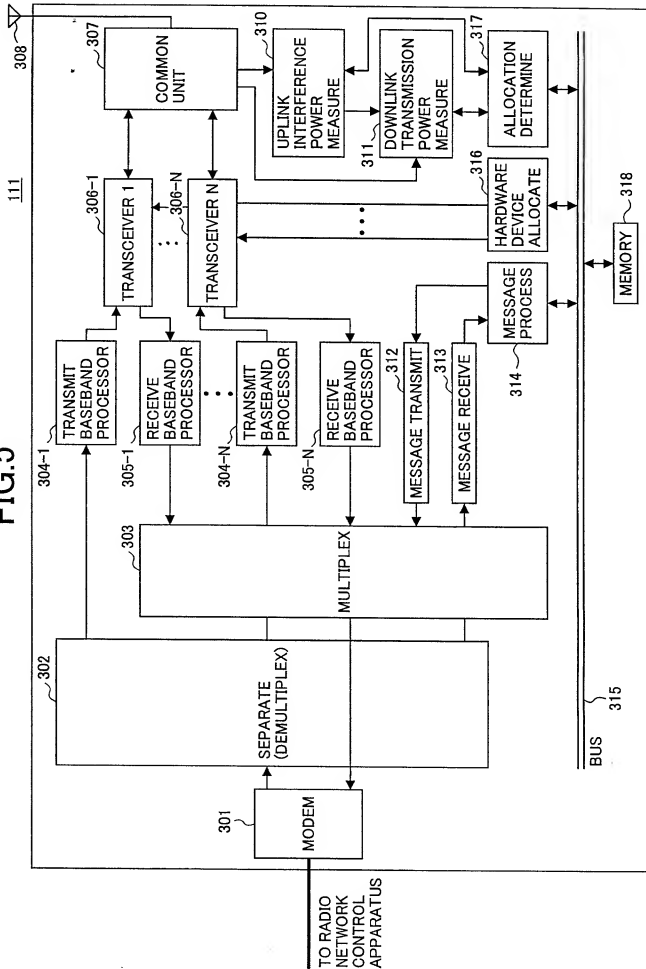 FIG.5
111
308
307
COMMON
UNIT
310
UPLINK
INTERFERENCE
POWER
MEASURE
311
DOWNLINK
TRANSMISSION
POWER
MEASURE
317
ALLOCATION
DETERMINE
306-1
TRANSCEIVER 1
306-N
TRANSCEIVER N
316
HARDWARE
DEVICE
ALLOCATE
318
MEMORY
304-1
TRANSMIT
BASEBAND
PROCESSOR
305-1
RECEIVE
BASEBAND
PROCESSOR
304-N
TRANSMIT
BASEBAND
PROCESSOR
305-N
RECEIVE
BASEBAND
PROCESSOR
312
MESSAGE TRANSMIT
313
MESSAGE RECEIVE
MESSAGE
PROCESS
314
303
MULTIPLEX
302
SEPARATE
(DEMULTIPLEX)
315
BUS
301
MODEM
TO RADIO
NETWORK
CONTROL
APPARATUS